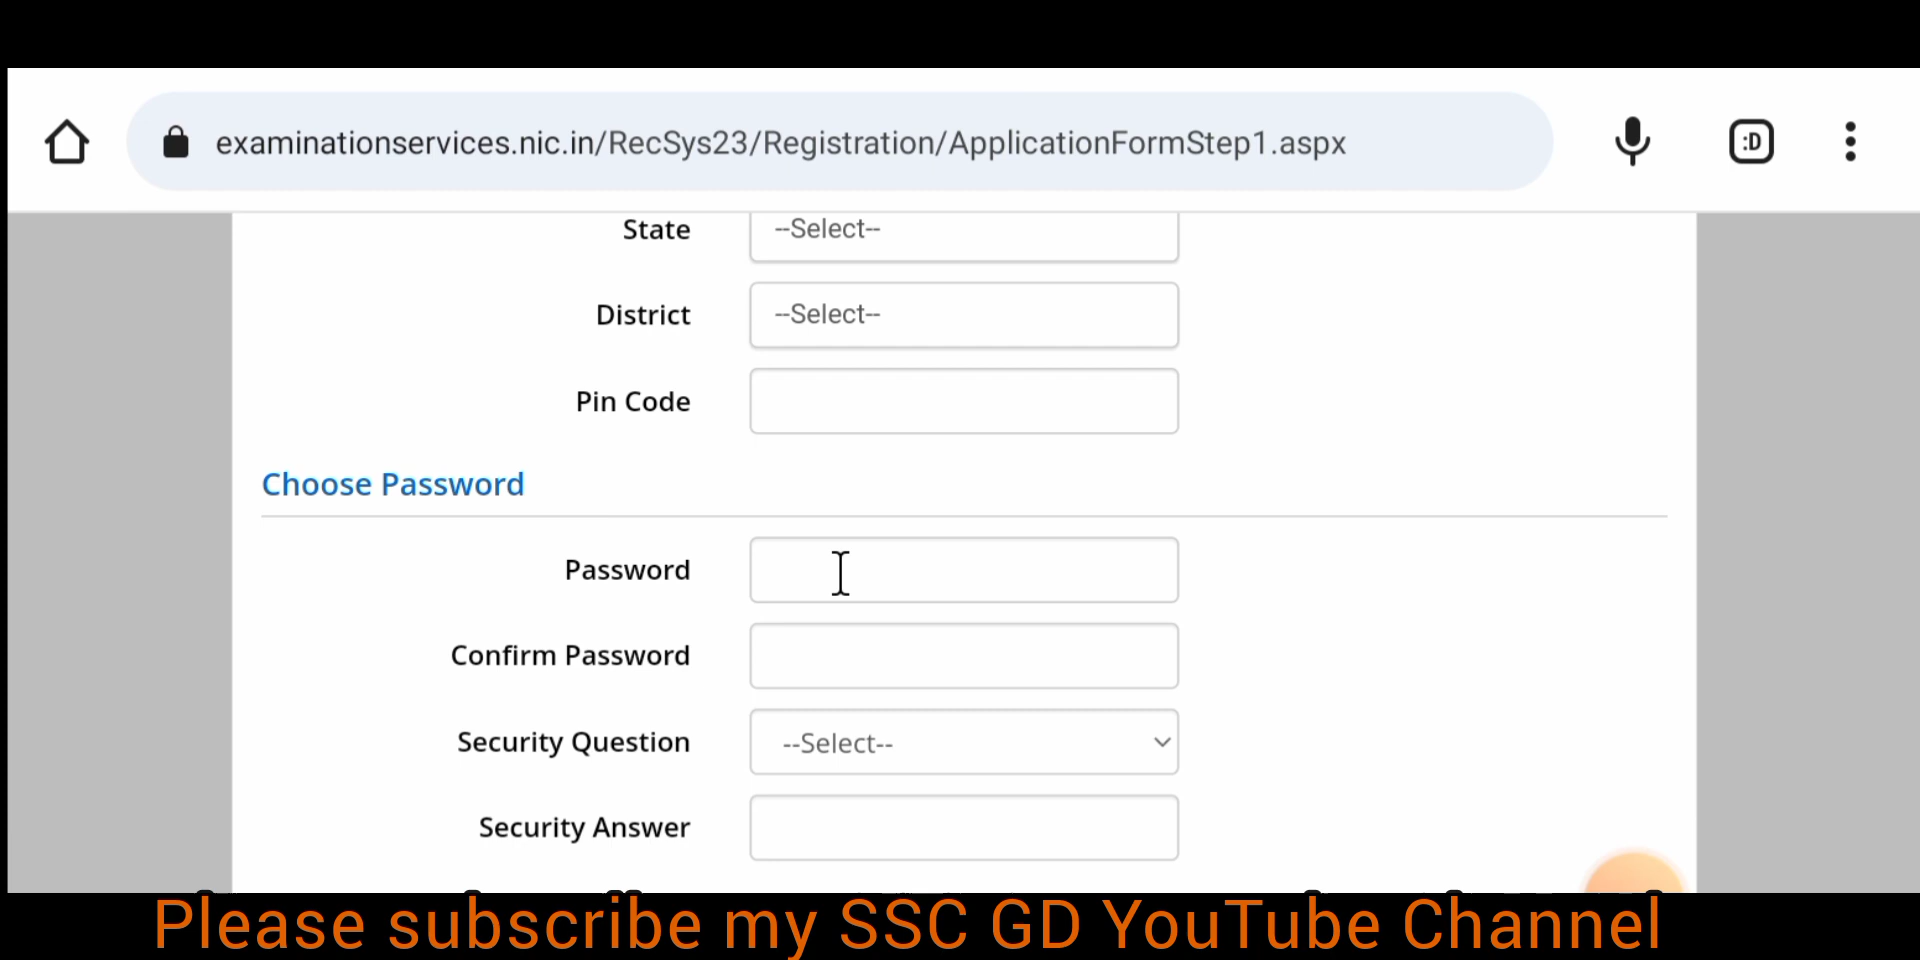 examinationservices.nic.in/RecSys23/Registration/ApplicationFormStep1.aspx
:D
State --Select--
District --Select--
Pin Code
Choose Password
Password
Confirm Password
Security Question --Select--
Security Answer
Please subscribe my SSC GD YouTube Channel